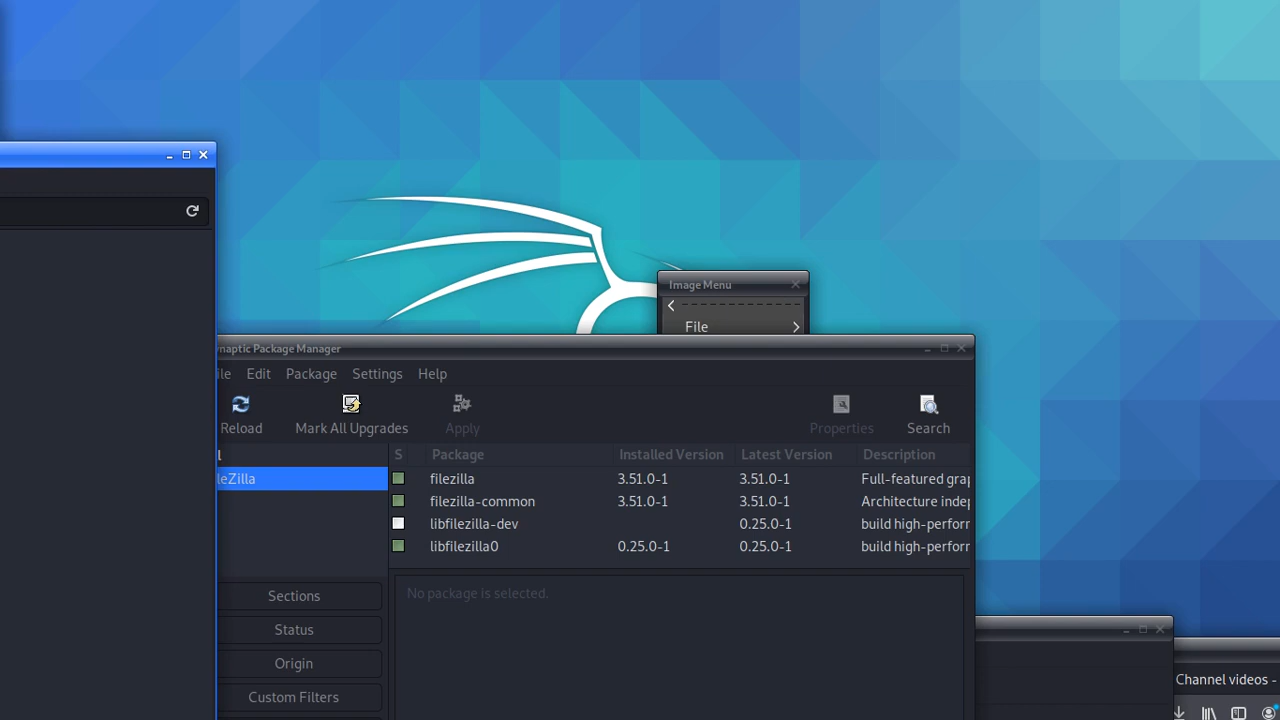 Image Menu
File
naptic Package Manager
ile Edit Package Settings Help
Reload Mark All Upgrades Apply Properties Search
l S Package Installed Version Latest Version Description
leZilla filezilla 3.51.0-1 3.51.0-1 Full-featured grap
filezilla-common 3.51.0-1 3.51.0-1 Architecture indep
libfilezilla-dev 0.25.0-1 build high-perforr
libfilezilla0 0.25.0-1 0.25.0-1 build high-perforr
Sections
No package is selected.
Status
Origin
Custom Filters
Channel videos -